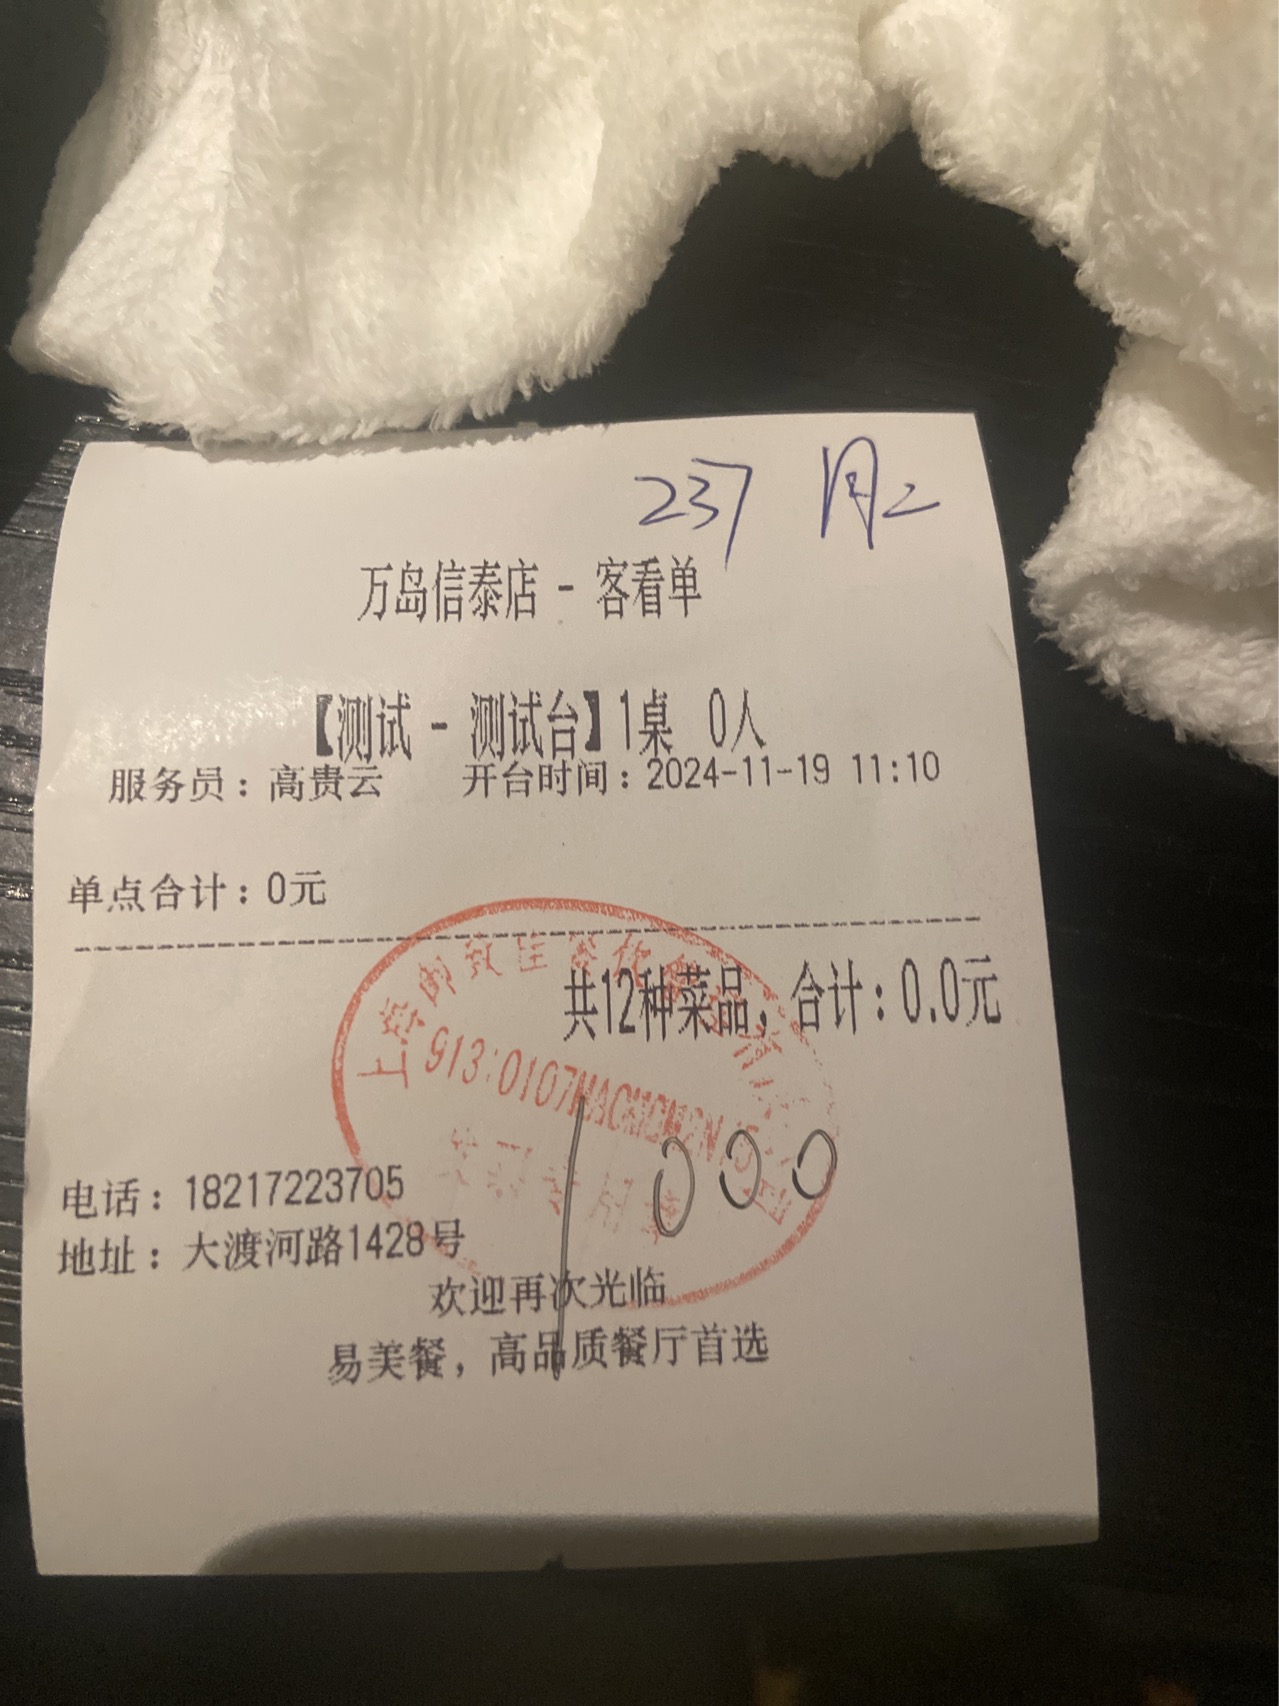 237 月2
万岛信泰店 - 客看单
【测试 - 测试台】1桌 0人
服务员：高贵云 开台时间：2024-11-19 11:10
单点合计：0元
共12种菜品，合计：0.0元
1000
电话：18217223705
地址：大渡河路1428号
欢迎再次光临
易美餐，高品质餐厅首选